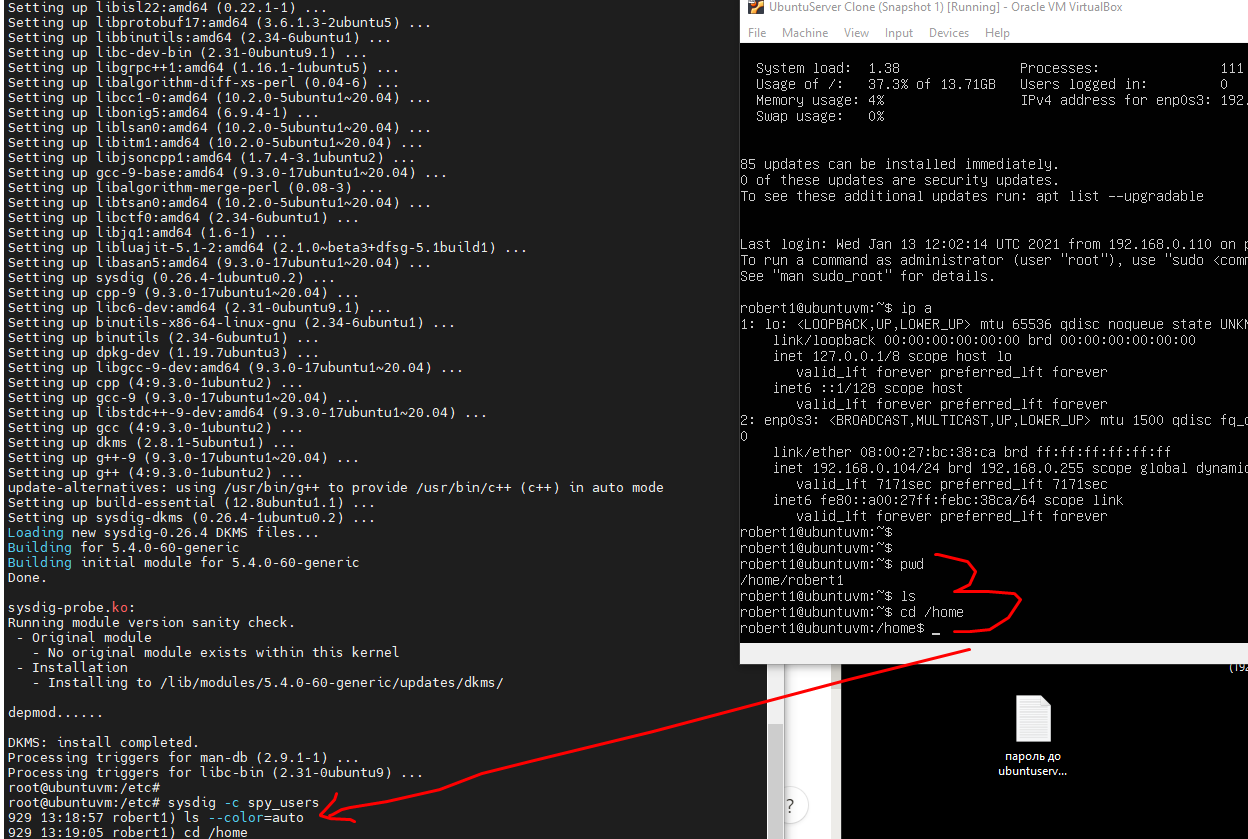 Setting up libisl22:amd64 (0.22.1-1) ...
Setting up libprotobuf17:amd64 (3.6.1.3-2ubuntu5) ...
Setting up libbinutils:amd64 (2.34-6ubuntu1) ...
Setting up libc-dev-bin (2.31-0ubuntu9.1) ...
Setting up libgrpc++1:amd64 (1.16.1-1ubuntu5) ...
Setting up libalgorithm-diff-xs-perl (0.04-6) ...
Setting up libcc1-0:amd64 (10.2.0-5ubuntu1~20.04) ...
Setting up libonig5:amd64 (6.9.4-1) ...
Setting up liblsan0:amd64 (10.2.0-5ubuntu1~20.04) ...
Setting up libitm1:amd64 (10.2.0-5ubuntu1~20.04) ...
Setting up libjsoncpp1:amd64 (1.7.4-3.1ubuntu2) ...
Setting up gcc-9-base:amd64 (9.3.0-17ubuntu1~20.04) ...
Setting up libalgorithm-merge-perl (0.08-3) ...
Setting up libtsan0:amd64 (10.2.0-5ubuntu1~20.04) ...
Setting up libctf0:amd64 (2.34-6ubuntu1) ...
Setting up libjq1:amd64 (1.6-1) ...
Setting up libluajit-5.1-2:amd64 (2.1.0~beta3+dfsg-5.1build1) ...
Setting up libasan5:amd64 (9.3.0-17ubuntu1~20.04) ...
Setting up sysdig (0.26.4-1ubuntu0.2) ...
Setting up cpp-9 (9.3.0-17ubuntu1~20.04) ...
Setting up libc6-dev:amd64 (2.31-0ubuntu9.1) ...
Setting up binutils-x86-64-linux-gnu (2.34-6ubuntu1) ...
Setting up binutils (2.34-6ubuntu1) ...
Setting up dpkg-dev (1.19.7ubuntu3) ...
Setting up libgcc-9-dev:amd64 (9.3.0-17ubuntu1~20.04) ...
Setting up cpp (4:9.3.0-1ubuntu2) ...
Setting up gcc-9 (9.3.0-17ubuntu1~20.04) ...
Setting up libstdc++-9-dev:amd64 (9.3.0-17ubuntu1~20.04) ...
Setting up gcc (4:9.3.0-1ubuntu2) ...
Setting up dkms (2.8.1-5ubuntu1) ...
Setting up g++-9 (9.3.0-17ubuntu1~20.04) ...
Setting up g++ (4:9.3.0-1ubuntu2) ...
update-alternatives: using /usr/bin/g++ to provide /usr/bin/c++ (c++) in auto mode
Setting up build-essential (12.8ubuntu1.1) ...
Setting up sysdig-dkms (0.26.4-1ubuntu0.2) ...
Loading new sysdig-0.26.4 DKMS files...
Building for 5.4.0-60-generic
Building initial module for 5.4.0-60-generic
Done.
sysdig-probe.ko:
Running module version sanity check.
- Original module
- No original module exists within this kernel
- Installation
- Installing to /lib/modules/5.4.0-60-generic/updates/dkms/
depmod......
DKMS: install completed.
Processing triggers for man-db (2.9.1-1) ...
Processing triggers for libc-bin (2.31-0ubuntu9) ...
root@ubuntuvm:/etc#
root@ubuntuvm:/etc# sysdig -c spy_users
929 13:18:57 robert1) ls --color=auto
929 13:19:05 robert1) cd /home
UbuntuServer Clone (Snapshot 1) [Running] - Oracle VM VirtualBox
File Machine View Input Devices Help
System load: 1.38 Processes: 111
Usage of /: 37.3% of 13.71GB Users logged in: 0
Memory usage: 4% IPv4 address for enp0s3: 192.
Swap usage: 0%
85 updates can be installed immediately.
0 of these updates are security updates.
To see these additional updates run: apt list --upgradable
Last login: Wed Jan 13 12:02:14 UTC 2021 from 192.168.0.110 on p
To run a command as administrator (user "root"), use "sudo <com
See "man sudo_root" for details.
robert1@ubuntuvm:~$ ip a
1: lo: <LOOPBACK,UP,LOWER_UP> mtu 65536 qdisc noqueue state UNKN
link/loopback 00:00:00:00:00:00 brd 00:00:00:00:00:00
inet 127.0.0.1/8 scope host lo
valid_lft forever preferred_lft forever
inet6 ::1/128 scope host
valid_lft forever preferred_lft forever
2: enp0s3: <BROADCAST,MULTICAST,UP,LOWER_UP> mtu 1500 qdisc fq_c
0
link/ether 08:00:27:bc:38:ca brd ff:ff:ff:ff:ff:ff
inet 192.168.0.104/24 brd 192.168.0.255 scope global dynamic
valid_lft 7171sec preferred_lft 7171sec
inet6 fe80::a00:27ff:febc:38ca/64 scope link
valid_lft forever preferred_lft forever
robert1@ubuntuvm:~$
robert1@ubuntuvm:~$
robert1@ubuntuvm:~$ pwd
/home/robert1
robert1@ubuntuvm:~$ ls
robert1@ubuntuvm:~$ cd /home
robert1@ubuntuvm:/home$ _
(192
пароль до
ubuntuserv...
?